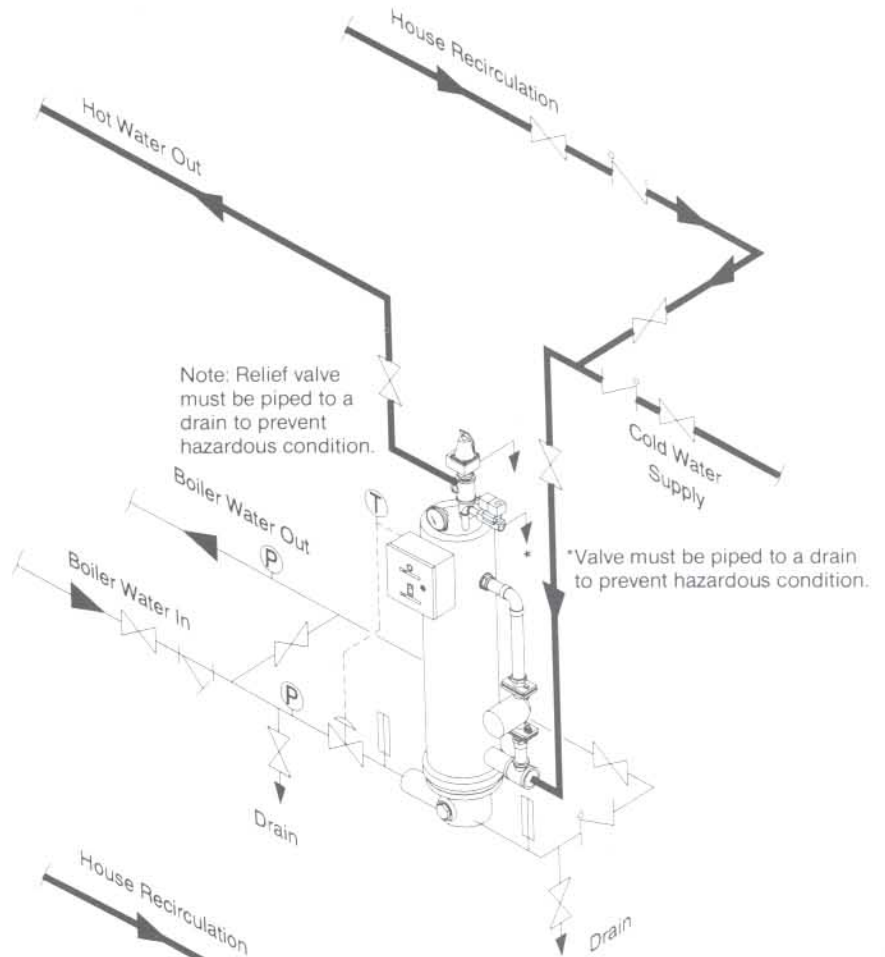 House Recirculation
Hot Water Out
Note: Relief valve
must be piped to a
drain to prevent
hazardous condition.
Cold Water
Supply
T
Boiler Water Out
P
*
*Valve must be piped to a drain
to prevent hazardous condition.
Boiler Water In
P
Drain
House Recirculation
Drain